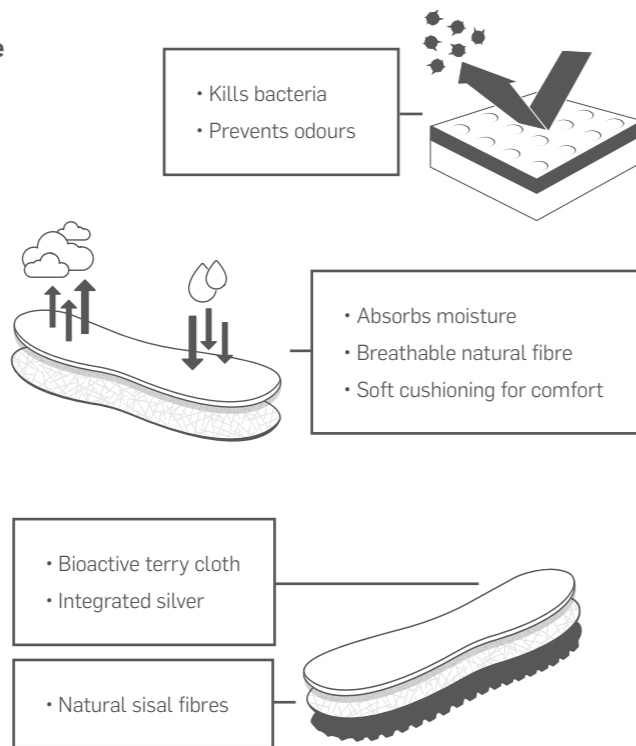 e
• Kills bacteria
• Prevents odours
• Absorbs moisture
• Breathable natural fibre
• Soft cushioning for comfort
• Bioactive terry cloth
• Integrated silver
• Natural sisal fibres